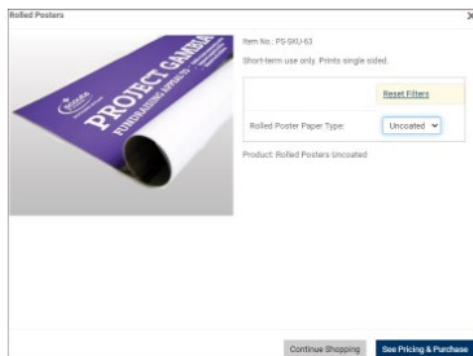 Rolled Posters
X
PROJECT GAMBIA
FUNDRAISING APPEAL
Item No.: PS-SKU-63
Short-term use only. Prints single sided.
Reset Filters
Rolled Poster Paper Type:
Uncoated
Product: Rolled Posters Uncoated
Continue Shopping
See Pricing & Purchase